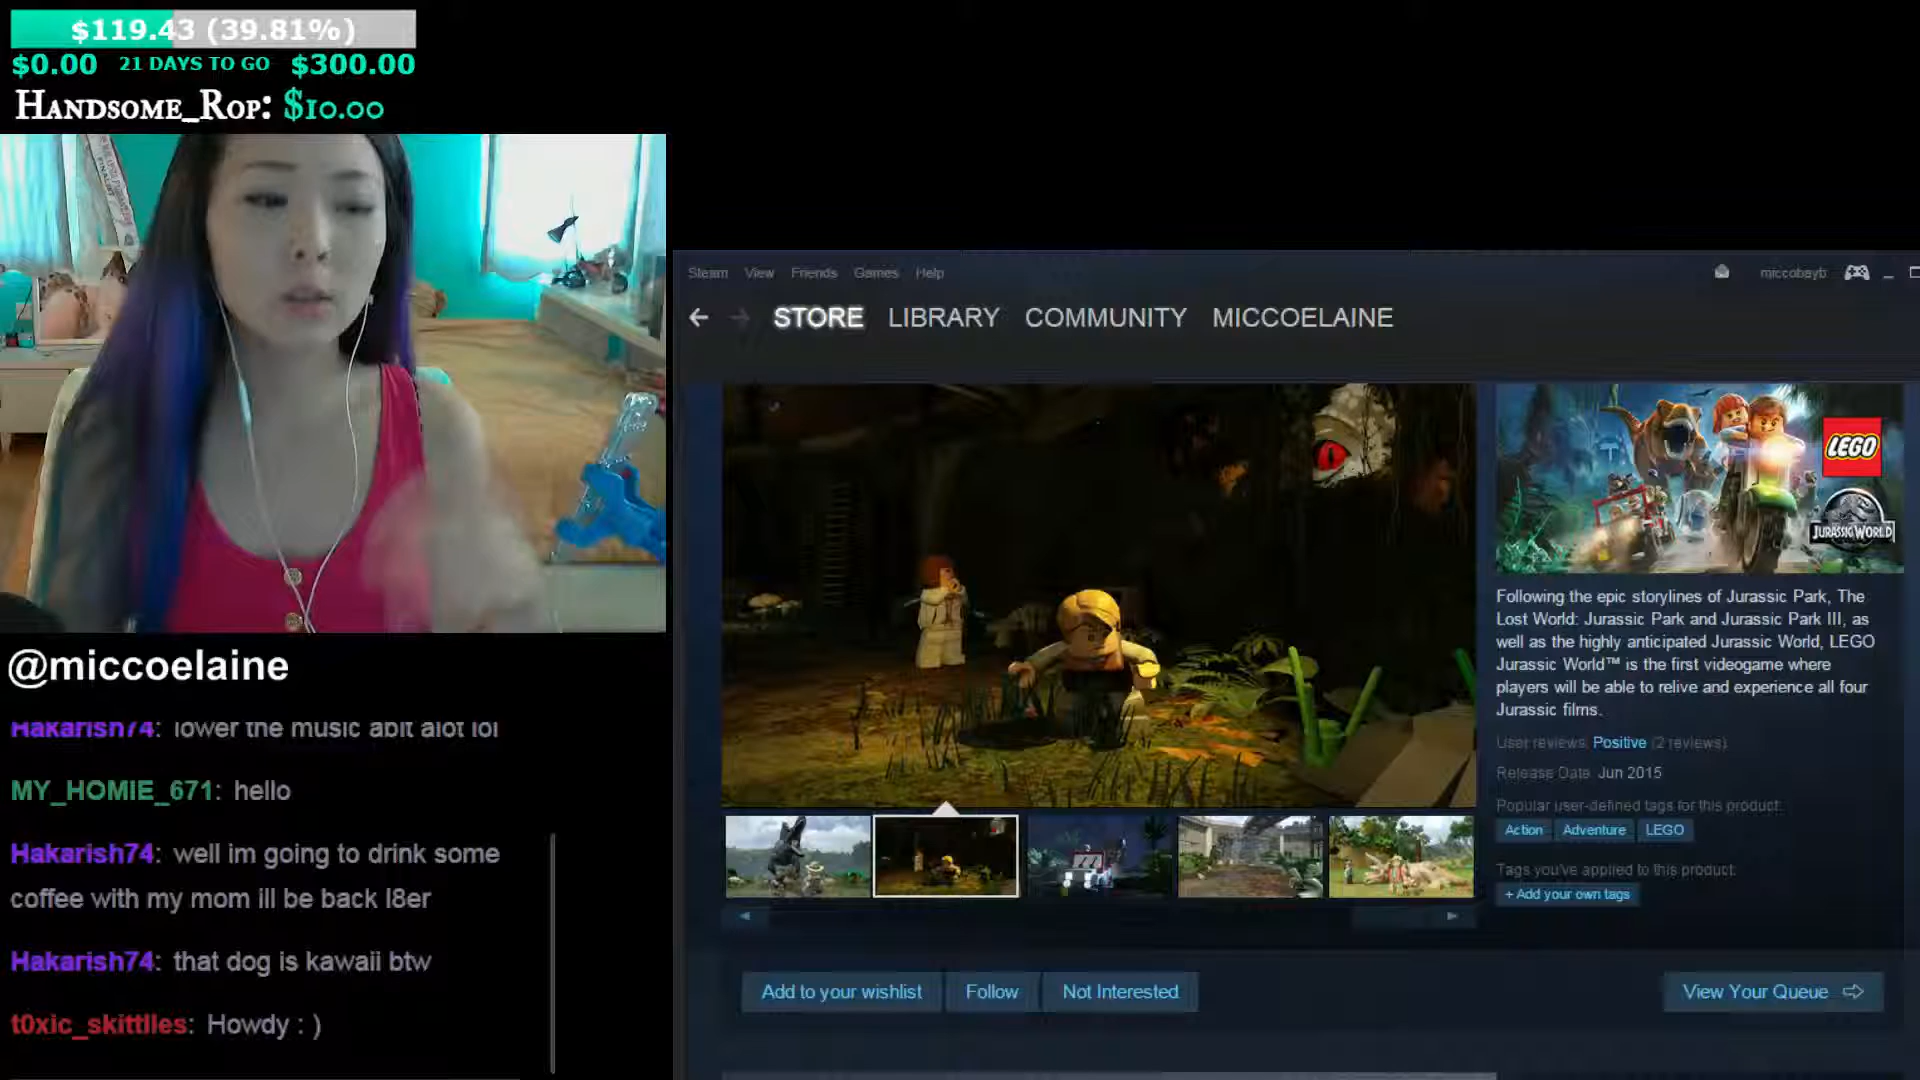 $119.43 (39.81%)
$0.00 21 DAYS TO GO $300.00
Handsome_Rop: $10.00
FINALIST
@miccoelaine
Hakarish74: lower the music abit alot lol
MY_HOMIE_671: hello
Hakarish74: well im going to drink some
coffee with my mom ill be back l8er
Hakarish74: that dog is kawaii btw
t0xic_skittlles: Howdy : )
Steam View Friends Games Help
miccobayb
STORE LIBRARY COMMUNITY MICCOELAINE
LEGO
JURASSIC WORLD
Following the epic storylines of Jurassic Park, The
Lost World: Jurassic Park and Jurassic Park III, as
well as the highly anticipated Jurassic World, LEGO
Jurassic World™ is the first videogame where
players will be able to relive and experience all four
Jurassic films.
User reviews: Positive (2 reviews)
Release Date: Jun 2015
Popular user-defined tags for this product:
Action Adventure LEGO
Tags you've applied to this product:
+ Add your own tags
Add to your wishlist Follow Not Interested
View Your Queue